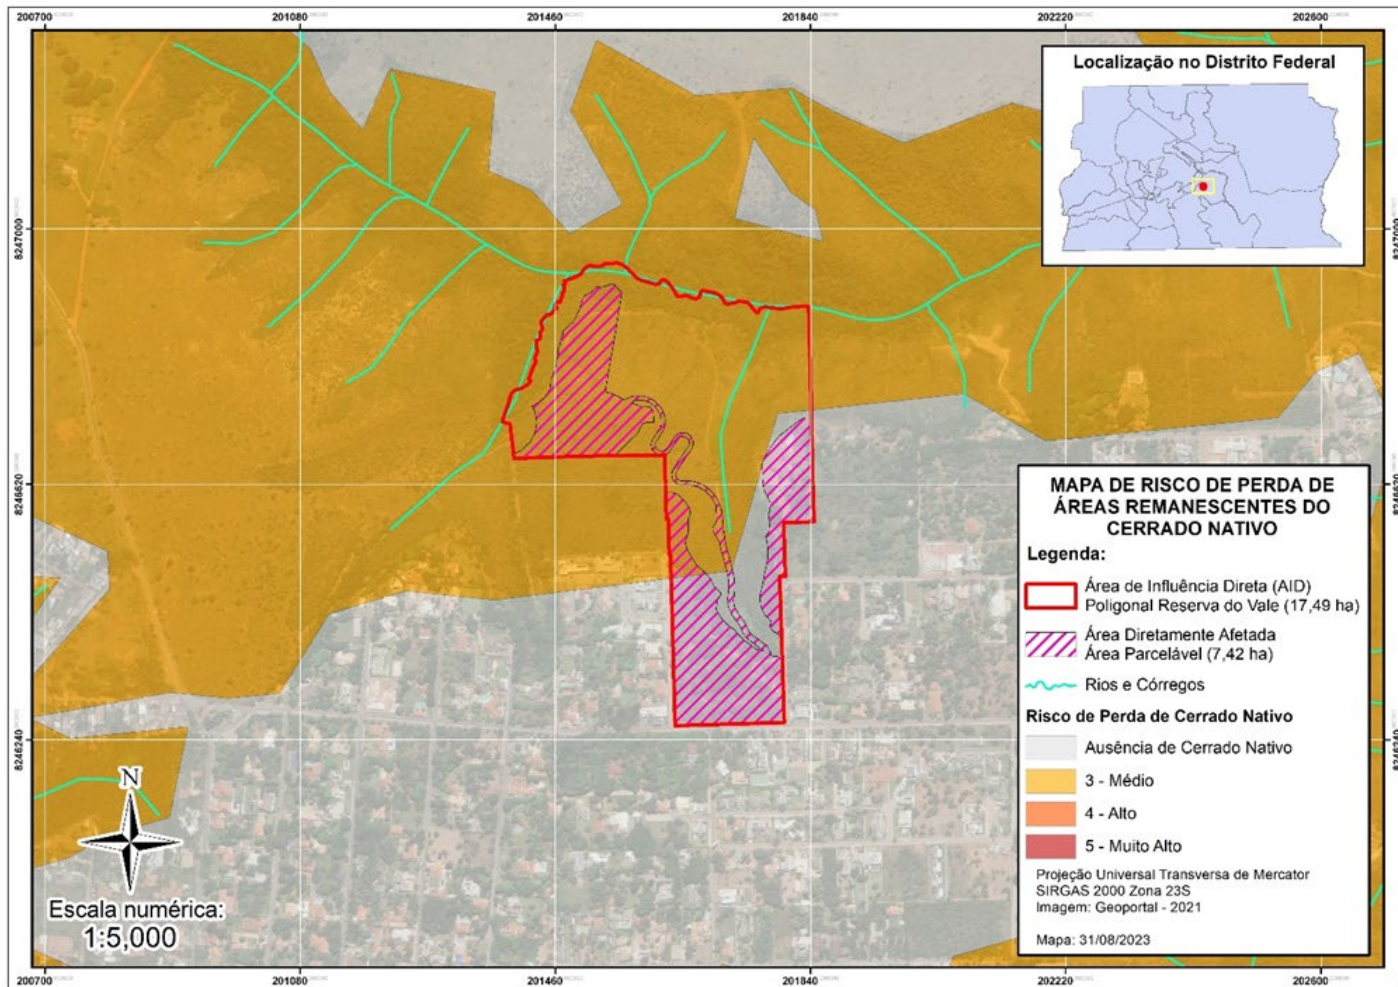 200700 201080 201460 201840 202220 202600
Localização no Distrito Federal
8247000 8247000
8246620 8246620
MAPA DE RISCO DE PERDA DE
ÁREAS REMANESCENTES DO
CERRADO NATIVO
Legenda:
Área de Influência Direta (AID)
Poligonal Reserva do Vale (17,49 ha)
Área Diretamente Afetada
Área Parcelável (7,42 ha)
Rios e Córregos
Risco de Perda de Cerrado Nativo
8246240 8246240
Ausência de Cerrado Nativo
3 - Médio
4 - Alto
5 - Muito Alto
Projeção Universal Transversa de Mercator
SIRGAS 2000 Zona 23S
Imagem: Geoportal - 2021
Mapa: 31/08/2023
N
Escala numérica:
1:5,000
200700 201080 201460 201840 202220 202600